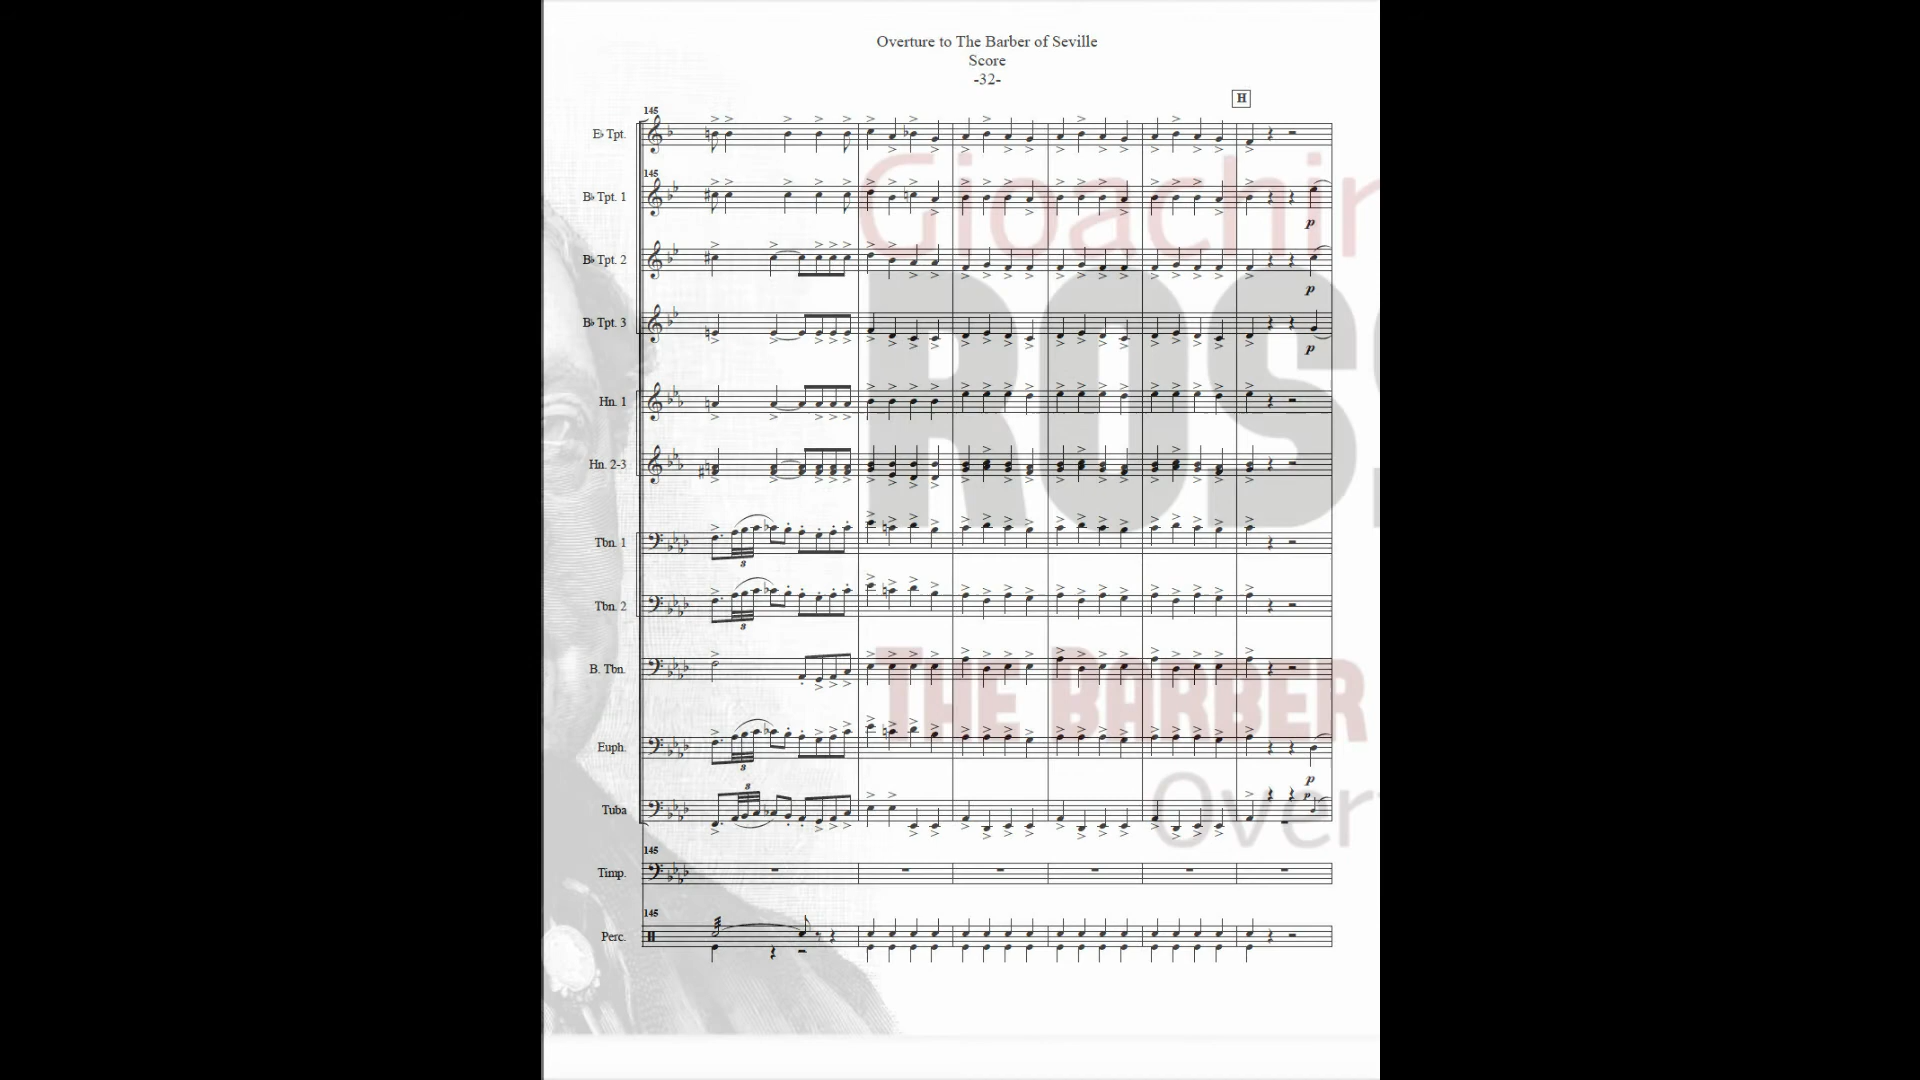 Overture to The Barber of Seville
Score
-32-
H
145
E♭ Tpt.
145
B♭ Tpt. 1
p
B♭ Tpt. 2
p
B♭ Tpt. 3
p
Hn. 1
Hn. 2-3
Tbn. 1
3
Tbn. 2
3
B. Tbn.
Euph.
3
p
3
p
Tuba
145
Timp.
145
Perc.
Gioachin
ROSS
THE BARBER
Over